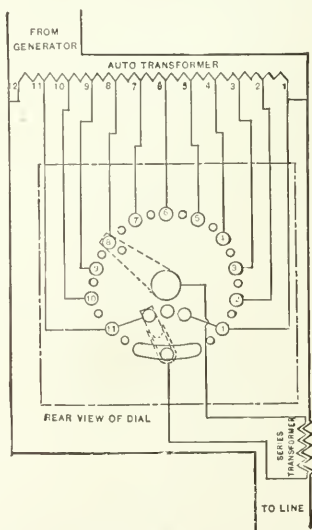 FROM
GENERATOR
AUTO TRANSFORMER
12 11 10 9 8 7 6 5 4 3 2 1
7 6 5
8 4
9 3
10 2
11 1
REAR VIEW OF DIAL
SERIES
TRANSFORMER
TO LINE